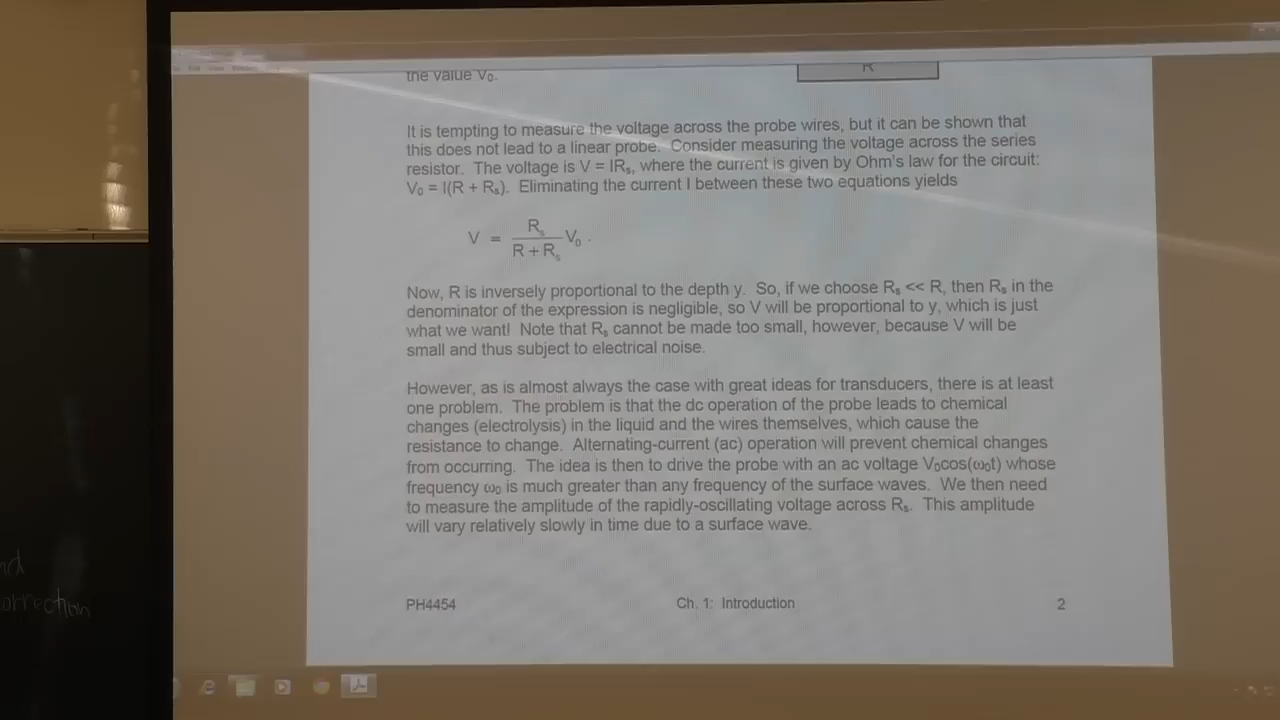 the value V₀.
R
It is tempting to measure the voltage across the probe wires, but it can be shown that
this does not lead to a linear probe. Consider measuring the voltage across the series
resistor. The voltage is V = IRₛ, where the current is given by Ohm's law for the circuit:
V₀ = I(R + Rₛ). Eliminating the current I between these two equations yields
V = Rₛ / (R + Rₛ) V₀ .
Now, R is inversely proportional to the depth y. So, if we choose Rₛ << R, then Rₛ in the
denominator of the expression is negligible, so V will be proportional to y, which is just
what we want! Note that Rₛ cannot be made too small, however, because V will be
small and thus subject to electrical noise.
However, as is almost always the case with great ideas for transducers, there is at least
one problem. The problem is that the dc operation of the probe leads to chemical
changes (electrolysis) in the liquid and the wires themselves, which cause the
resistance to change. Alternating-current (ac) operation will prevent chemical changes
from occurring. The idea is then to drive the probe with an ac voltage V₀cos(ω₀t) whose
frequency ω₀ is much greater than any frequency of the surface waves. We then need
to measure the amplitude of the rapidly-oscillating voltage across Rₛ. This amplitude
will vary relatively slowly in time due to a surface wave.
PH4454 Ch. 1: Introduction 2
orrection